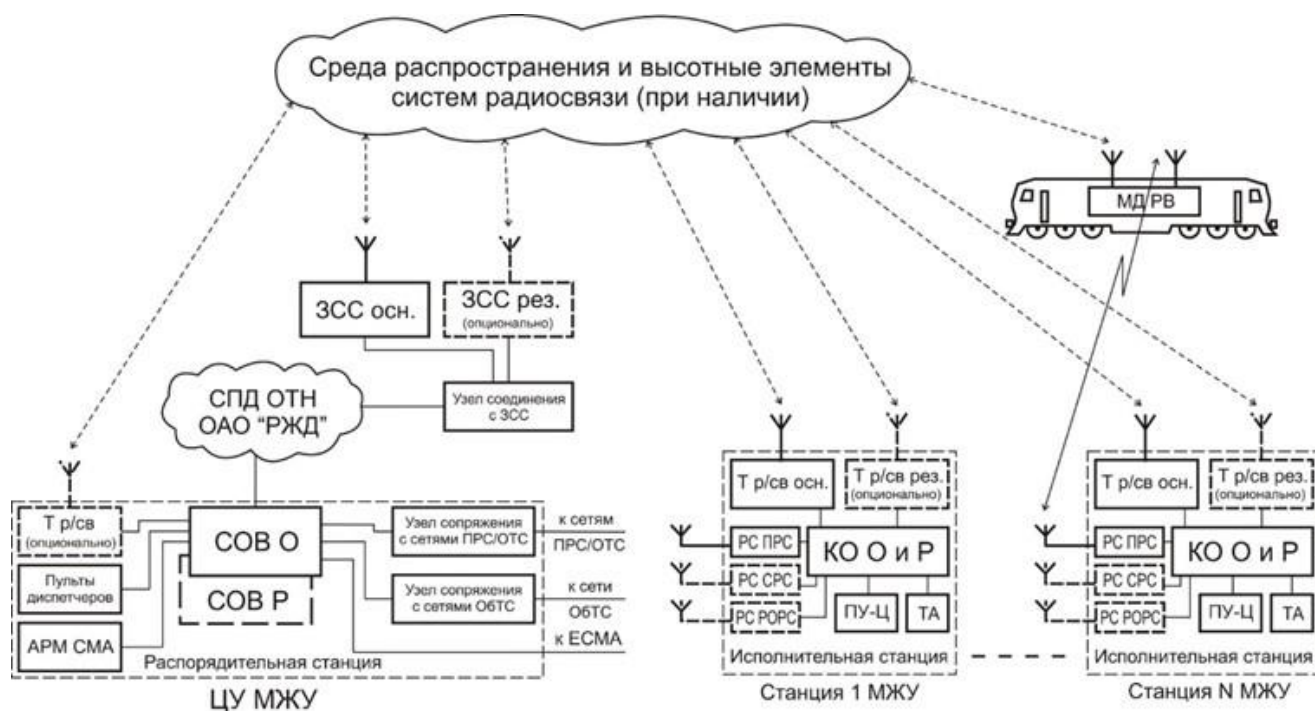 Среда распространения и высотные элементы
систем радиосвязи (при наличии)
МД РВ
ЗСС осн.
ЗСС рез.
(опционально)
СПД ОТН
ОАО “РЖД”
Узел соединения
с ЗСС
Т р/св
(опционально)
Пульты
диспетчеров
АРМ СМА
СОВ О
СОВ Р
Узел сопряжения
с сетями ПРС/ОТС
Узел сопряжения
с сетями ОбТС
к сетям
ПРС/ОТС
к сети
ОбТС
к ЕСМА
Распорядительная станция
ЦУ МЖУ
Т р/св осн.
Т р/св рез.
(опционально)
РС ПРС
РС СРС
РС РОРС
КО О и Р
ПУ-Ц
ТА
Исполнительная станция
Станция 1 МЖУ
Т р/св осн.
Т р/св рез.
(опционально)
РС ПРС
РС СРС
РС РОРС
КО О и Р
ПУ-Ц
ТА
Исполнительная станция
Станция N МЖУ